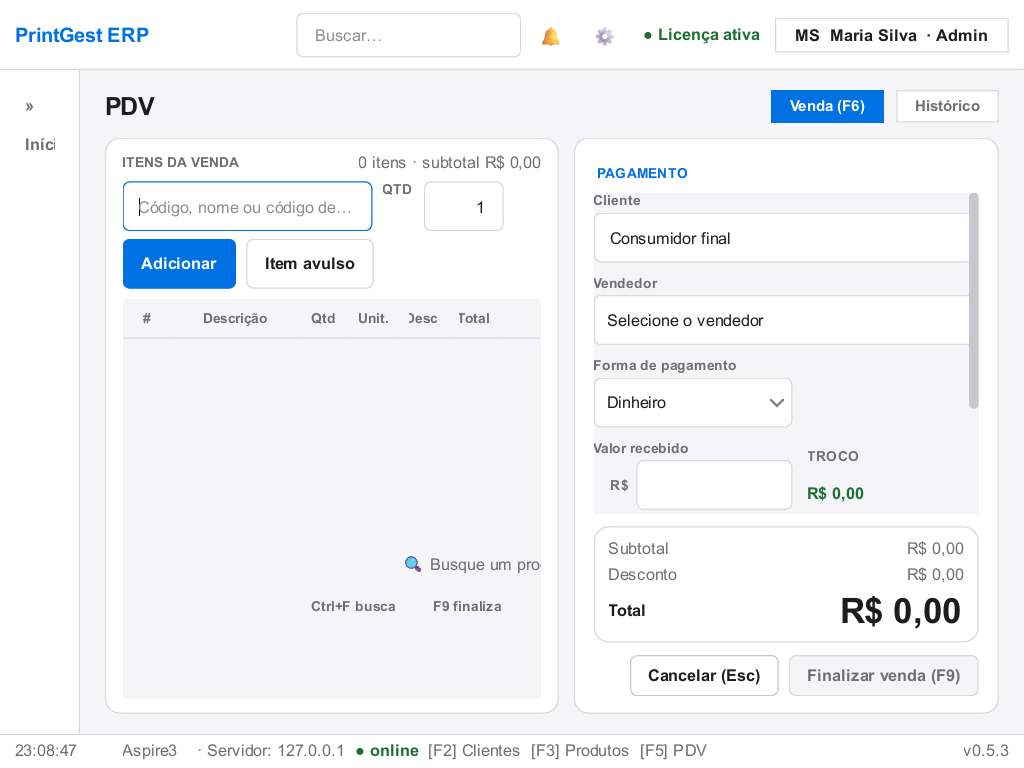 PrintGest ERP
Buscar…
● Licença ativa
MS Maria Silva · Admin
»
Iníci
PDV
Venda (F6)
Histórico
ITENS DA VENDA
0 itens · subtotal R$ 0,00
Código, nome ou código de…
QTD
1
Adicionar
Item avulso
# Descrição Qtd Unit. Desc Total
Busque um pro
Ctrl+F busca F9 finaliza
PAGAMENTO
Cliente
Consumidor final
Vendedor
Selecione o vendedor
Forma de pagamento
Dinheiro
Valor recebido
R$
TROCO
R$ 0,00
Subtotal R$ 0,00
Desconto R$ 0,00
Total R$ 0,00
Cancelar (Esc)
Finalizar venda (F9)
23:08:47 Aspire3 · Servidor: 127.0.0.1 ● online [F2] Clientes [F3] Produtos [F5] PDV v0.5.3